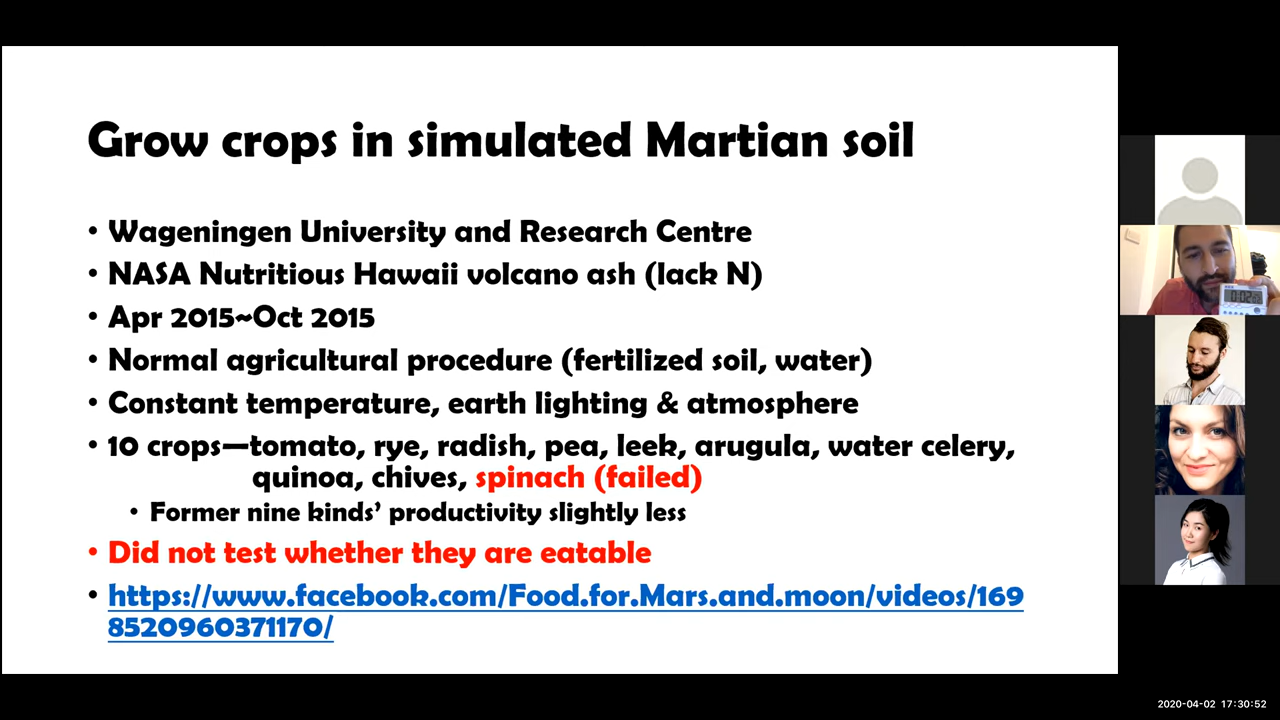 Grow crops in simulated Martian soil
• Wageningen University and Research Centre
• NASA Nutritious Hawaii volcano ash (lack N)
• Apr 2015~Oct 2015
• Normal agricultural procedure (fertilized soil, water)
• Constant temperature, earth lighting & atmosphere
• 10 crops—tomato, rye, radish, pea, leek, arugula, water celery,
quinoa, chives, spinach (failed)
• Former nine kinds’ productivity slightly less
• Did not test whether they are eatable
• https://www.facebook.com/Food.for.Mars.and.moon/videos/169
8520960371170/
2020-04-02 17:30:52